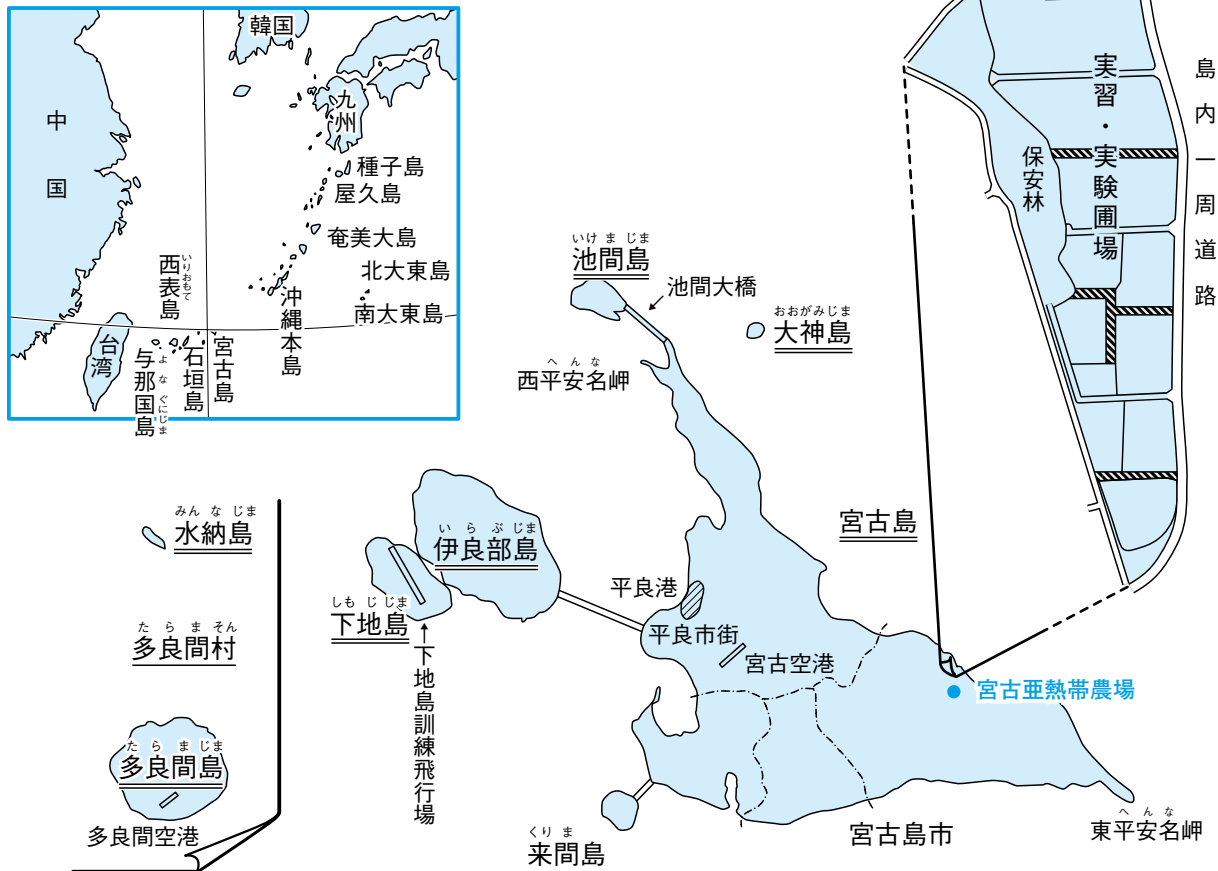 韓国
中国
九州
種子島
屋久島
奄美大島
北大東島
南大東島
沖縄本島
いりおもて
西表島
台湾
よなぐにじま
与那国島
石垣島
宮古島
実習・実験圃場
保安林
島内一周道路
いけまじま
池間島
池間大橋
おおがみじま
大神島
へんな
西平安名岬
宮古島
いらぶじま
伊良部島
しもじじま
下地島
下地島訓練飛行場
平良港
平良市街
宮古空港
宮古亜熱帯農場
みんなじま
水納島
たらまそん
多良間村
たらまじま
多良間島
多良間空港
くりま
来間島
宮古島市
へんな
東平安名岬